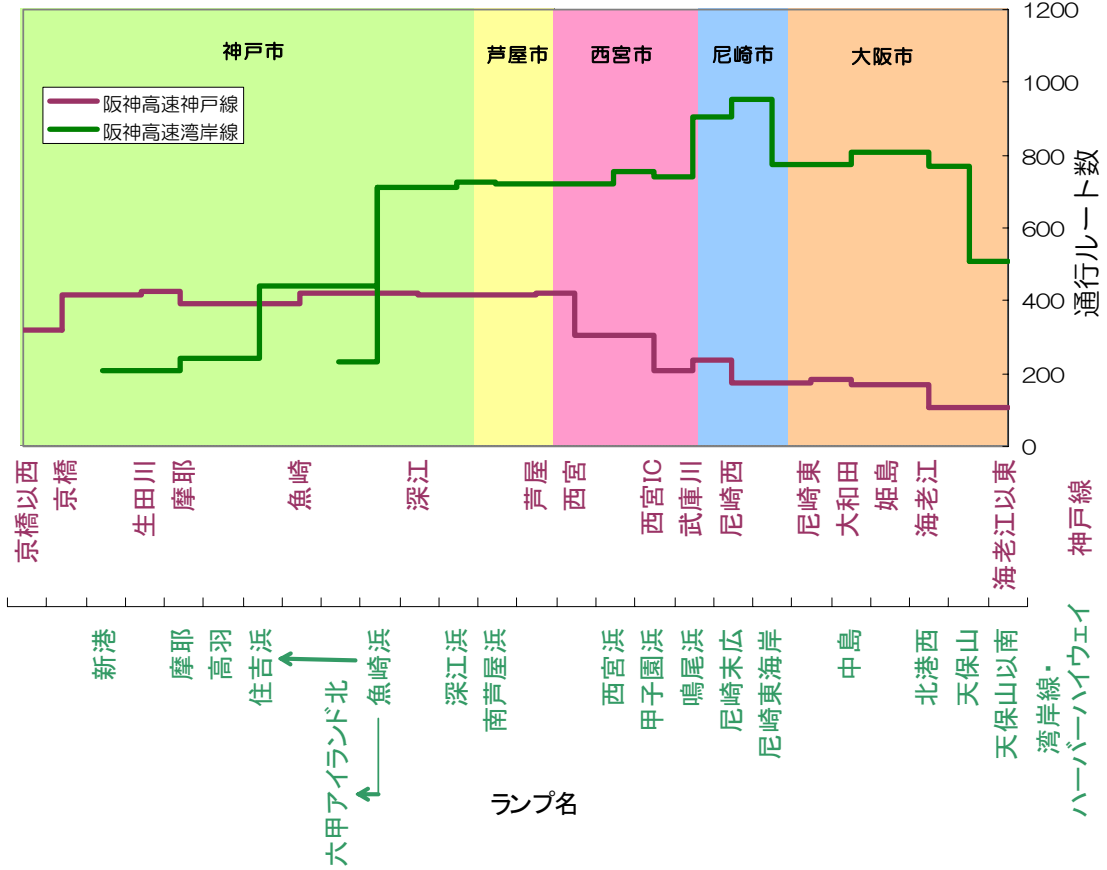 神戸市
芦屋市
西宮市
尼崎市
大阪市
阪神高速神戸線
阪神高速湾岸線
1200
1000
800
600
400
200
0
通行ルート数
京橋以西
京橋
生田川
摩耶
魚崎
深江
芦屋
西宮
西宮IC
武庫川
尼崎西
尼崎東
大和田
姫島
海老江
海老江以東
神戸線
新港
摩耶
高羽
住吉浜
六甲アイランド北
魚崎浜
深江浜
南芦屋浜
西宮浜
甲子園浜
鳴尾浜
尼崎末広
尼崎東海岸
中島
北港西
天保山
天保山以南
湾岸線・
ハーバーハイウェイ
ランプ名